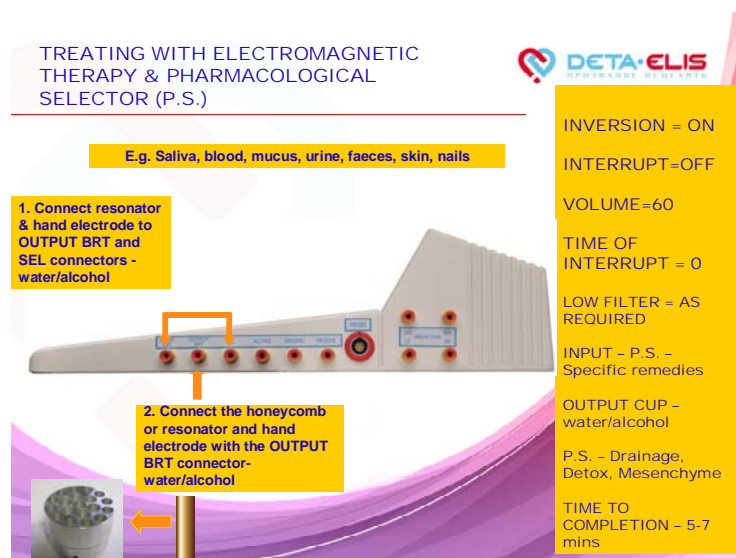 TREATING WITH ELECTROMAGNETIC
THERAPY & PHARMACOLOGICAL
SELECTOR (P.S.)
DETA·ELIS
ПРИЗВАНИЕ ИСЦЕЛЯТЬ
E.g. Saliva, blood, mucus, urine, faeces, skin, nails
1. Connect resonator
& hand electrode to
OUTPUT BRT and
SEL connectors -
water/alcohol
OUTPUT
ACTIVE
PROBE
2. Connect the honeycomb
or resonator and hand
electrode with the OUTPUT
BRT connector-
water/alcohol
INVERSION = ON
INTERRUPT=OFF
VOLUME=60
TIME OF
INTERRUPT = 0
LOW FILTER = AS
REQUIRED
INPUT – P.S. –
Specific remedies
OUTPUT CUP –
water/alcohol
P.S. – Drainage,
Detox, Mesenchyme
TIME TO
COMPLETION – 5-7
mins